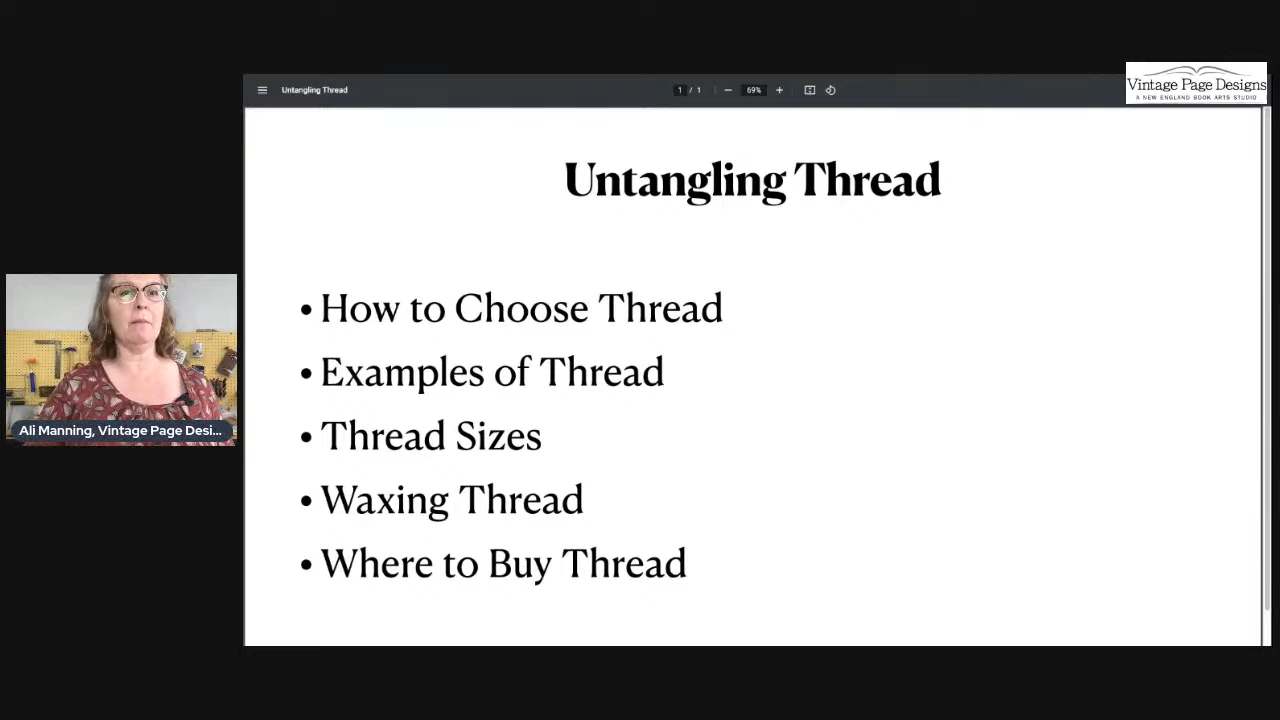 Vintage Page Designs
A NEW ENGLAND BOOK ARTS STUDIO
Untangling Thread
1 / 1
69%
Untangling Thread
• How to Choose Thread
• Examples of Thread
• Thread Sizes
• Waxing Thread
• Where to Buy Thread
Ali Manning, Vintage Page Desi...